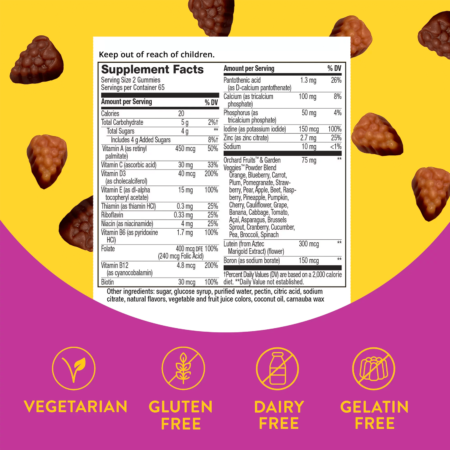 Keep out of reach of children.
Supplement Facts
Serving Size 2 Gummies
Servings per Container 65
Amount per Serving % DV
Calories 20
Total Carbohydrate 5 g 2%†
Total Sugars 4 g **
Includes 4 g Added Sugars 8%†
Vitamin A (as retinyl 450 mcg 50%
palmitate)
Vitamin C (ascorbic acid) 30 mg 33%
Vitamin D3 40 mcg 200%
(as cholecalciferol)
Vitamin E (as dl-alpha 15 mg 100%
tocopheryl acetate)
Thiamin (as thiamin HCl) 0.3 mg 25%
Riboflavin 0.33 mg 25%
Niacin (as niacinamide) 4 mg 25%
Vitamin B6 (as pyridoxine 1.7 mg 100%
HCl)
Folate 400 mcg DFE 100%
(240 mcg Folic Acid)
Vitamin B12 4.8 mcg 200%
(as cyanocobalamin)
Biotin 30 mcg 100%
Amount per Serving % DV
Pantothenic acid 1.3 mg 26%
(as D-calcium pantothenate)
Calcium (as tricalcium 100 mg 8%
phosphate)
Phosphorus (as 50 mg 4%
tricalcium phosphate)
Iodine (as potassium iodide) 150 mcg 100%
Zinc (as zinc citrate) 2.7 mg 25%
Sodium 10 mg <1%
Orchard Fruits™ & Garden 75 mg **
Veggies™ Powder Blend
Orange, Blueberry, Carrot,
Plum, Pomegranate, Straw-
berry, Pear, Apple, Beet, Rasp-
berry, Pineapple, Pumpkin,
Cherry, Cauliflower, Grape,
Banana, Cabbage, Tomato,
Açai, Asparagus, Brussels
Sprout, Cranberry, Cucumber,
Pea, Broccoli, Spinach
Lutein (from Aztec 300 mcg **
Marigold Extract) (flower)
Boron (as sodium borate) 150 mcg **
†Percent Daily Values (DV) are based on a 2,000 calorie
diet. **Daily Value not established.
Other ingredients: sugar, glucose syrup, purified water, pectin, citric acid, sodium
citrate, natural flavors, vegetable and fruit juice colors, coconut oil, carnauba wax
VEGETARIAN
GLUTEN
FREE
DAIRY
FREE
GELATIN
FREE